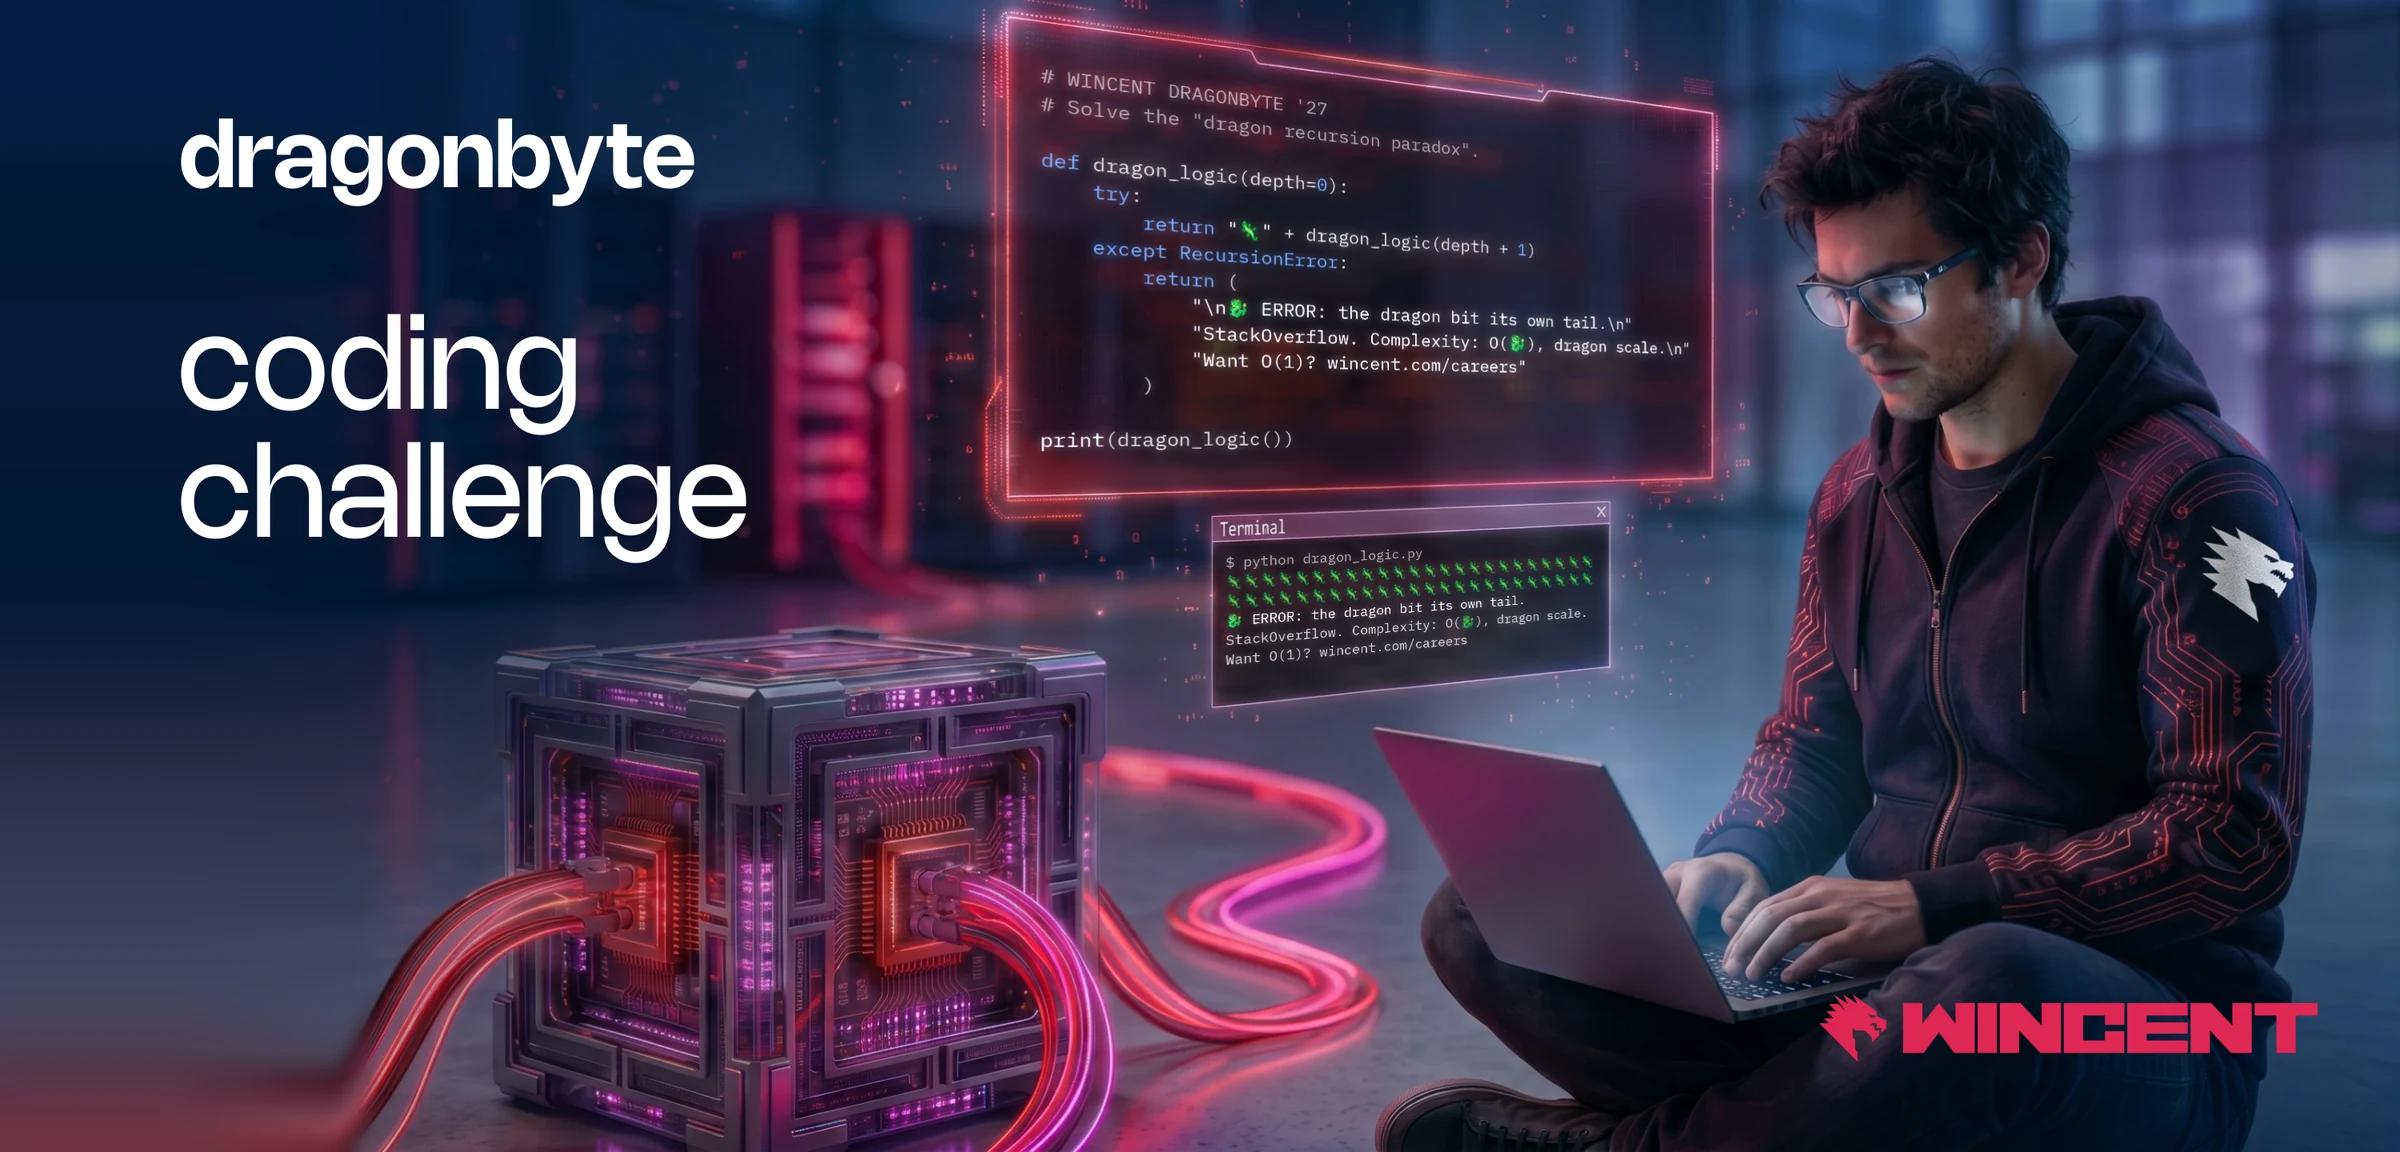 dragonbyte
coding
challenge
# WINCENT DRAGONBYTE '27
# Solve the "dragon recursion paradox".
def dragon_logic(depth=0):
    try:
        return "🦎" + dragon_logic(depth + 1)
    except RecursionError:
        return (
            "\n🐉 ERROR: the dragon bit its own tail.\n"
            "StackOverflow. Complexity: O(🐉), dragon scale.\n"
            "Want O(1)? wincent.com/careers"
        )
print(dragon_logic())
Terminal X
$ python dragon_logic.py
🦎🦎🦎🦎🦎🦎🦎🦎🦎🦎🦎🦎🦎🦎🦎🦎🦎🦎🦎🦎🦎🦎🦎
🦎🦎🦎🦎🦎🦎🦎🦎🦎🦎🦎🦎🦎🦎🦎🦎🦎🦎🦎🦎🦎🦎🦎
🐉 ERROR: the dragon bit its own tail.
StackOverflow. Complexity: O(🐉), dragon scale.
Want O(1)? wincent.com/careers
WINCENT